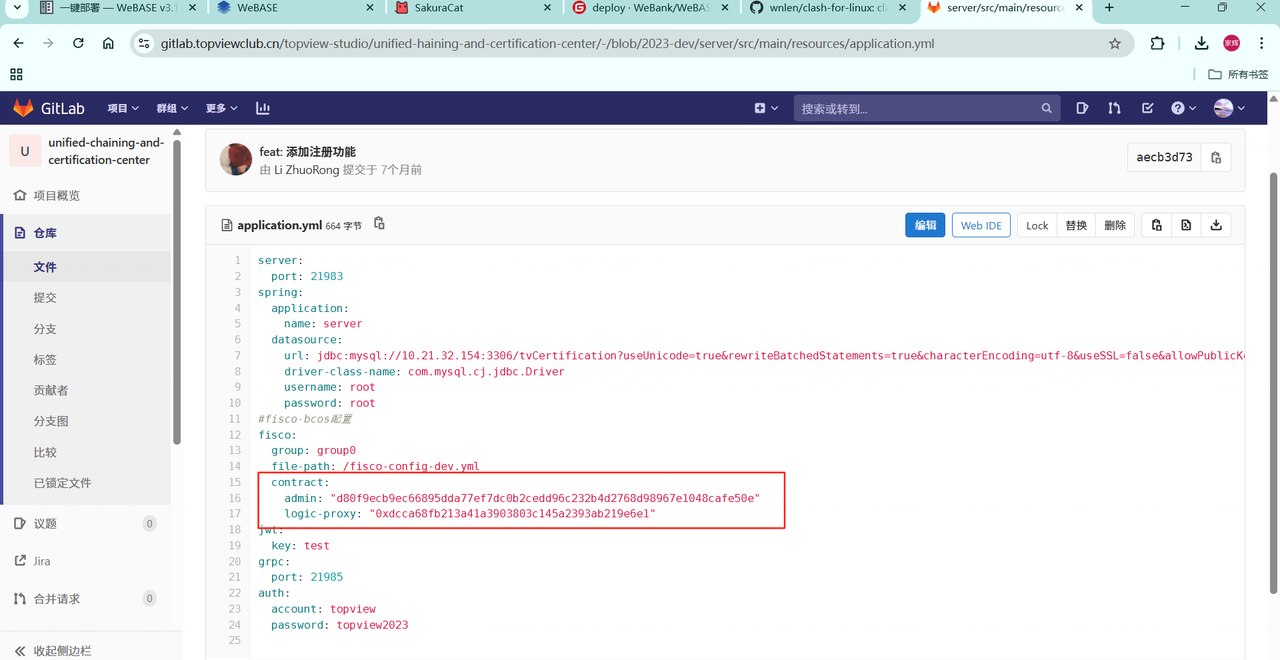 一键部署 — WeBASE v3.1
WeBASE
SakuraCat
deploy · WeBank/WeBAS
wnlen/clash-for-linux: cla
server/src/main/resource
gitlab.topviewclub.cn/topview-studio/unified-haining-and-certification-center/-/blob/2023-dev/server/src/main/resources/application.yml
家辉
所有书签
GitLab
项目
群组
更多
搜索或转到...
U
unified-chaining-and-
certification-center
项目概览
仓库
文件
提交
分支
标签
贡献者
分支图
比较
已锁定文件
议题
0
Jira
合并请求
0
收起侧边栏
feat: 添加注册功能
由 Li ZhuoRong 提交于 7个月前
aecb3d73
application.yml 664 字节
编辑
Web IDE
Lock
替换
删除
1 server:
2 port: 21983
3 spring:
4 application:
5 name: server
6 datasource:
7 url: jdbc:mysql://10.21.32.154:3306/tvCertification?useUnicode=true&rewriteBatchedStatements=true&characterEncoding=utf-8&useSSL=false&allowPublicKe
8 driver-class-name: com.mysql.cj.jdbc.Driver
9 username: root
10 password: root
11 #fisco-bcos配置
12 fisco:
13 group: group0
14 file-path: /fisco-config-dev.yml
15 contract:
16 admin: "d80f9ecb9ec66895dda77ef7dc0b2cedd96c232b4d2768d98967e1048cafe50e"
17 logic-proxy: "0xdcca68fb213a41a3903803c145a2393ab219e6e1"
18 jwt:
19 key: test
20 grpc:
21 port: 21985
22 auth:
23 account: topview
24 password: topview2023
25